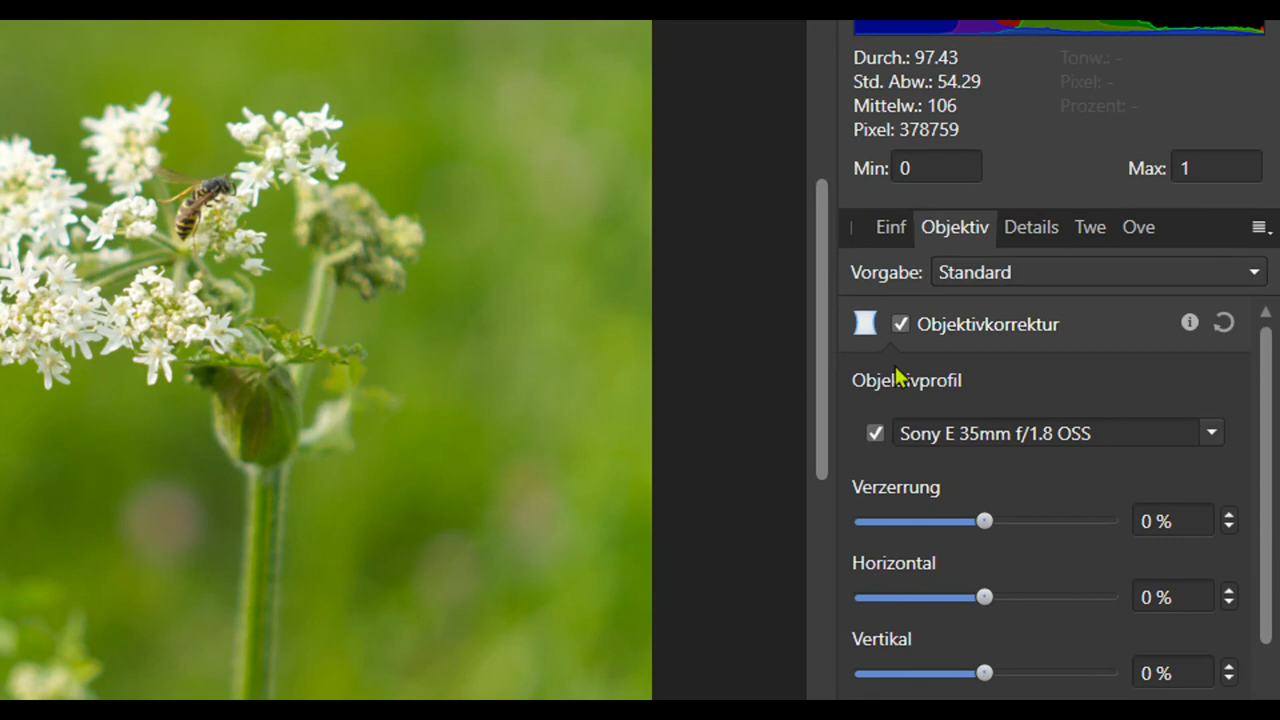 Durch.: 97.43
Tonw.: -
Std. Abw.: 54.29
Pixel: -
Mittelw.: 106
Prozent: -
Pixel: 378759
Min: 0
Max: 1
Einf Objektiv Details Twe Ove
Vorgabe: Standard
Objektivkorrektur
Objektivprofil
Sony E 35mm f/1.8 OSS
Verzerrung
0 %
Horizontal
0 %
Vertikal
0 %